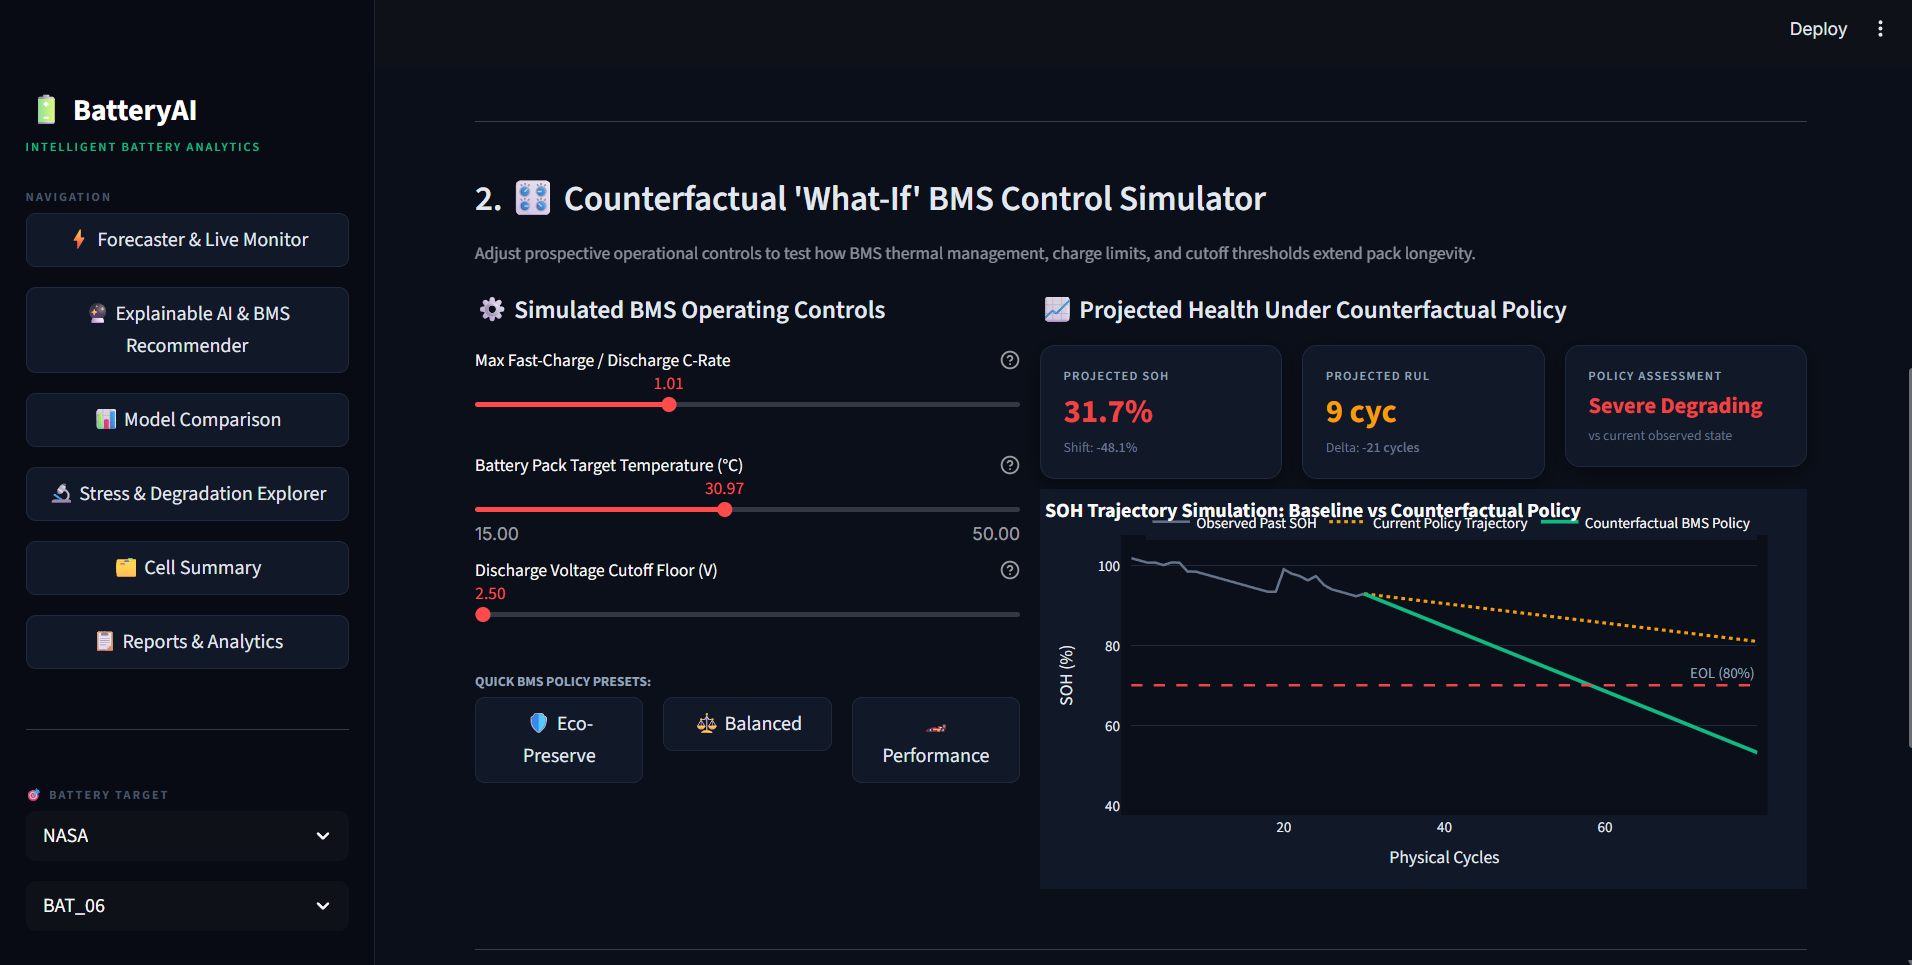 Deploy
BatteryAI
INTELLIGENT BATTERY ANALYTICS
NAVIGATION
Forecaster & Live Monitor
Explainable AI & BMS
Recommender
Model Comparison
Stress & Degradation Explorer
Cell Summary
Reports & Analytics
BATTERY TARGET
NASA
BAT_06
2. Counterfactual 'What-If' BMS Control Simulator
Adjust prospective operational controls to test how BMS thermal management, charge limits, and cutoff thresholds extend pack longevity.
Simulated BMS Operating Controls
Max Fast-Charge / Discharge C-Rate
1.01
Battery Pack Target Temperature (°C)
30.97
15.00
50.00
Discharge Voltage Cutoff Floor (V)
2.50
QUICK BMS POLICY PRESETS:
Eco-
Preserve
Balanced
Performance
Projected Health Under Counterfactual Policy
PROJECTED SOH
31.7%
Shift: -48.1%
PROJECTED RUL
9 cyc
Delta: -21 cycles
POLICY ASSESSMENT
Severe Degrading
vs current observed state
SOH Trajectory Simulation: Baseline vs Counterfactual Policy
Observed Past SOH
Current Policy Trajectory
Counterfactual BMS Policy
100
80
60
40
SOH (%)
EOL (80%)
20
40
60
Physical Cycles